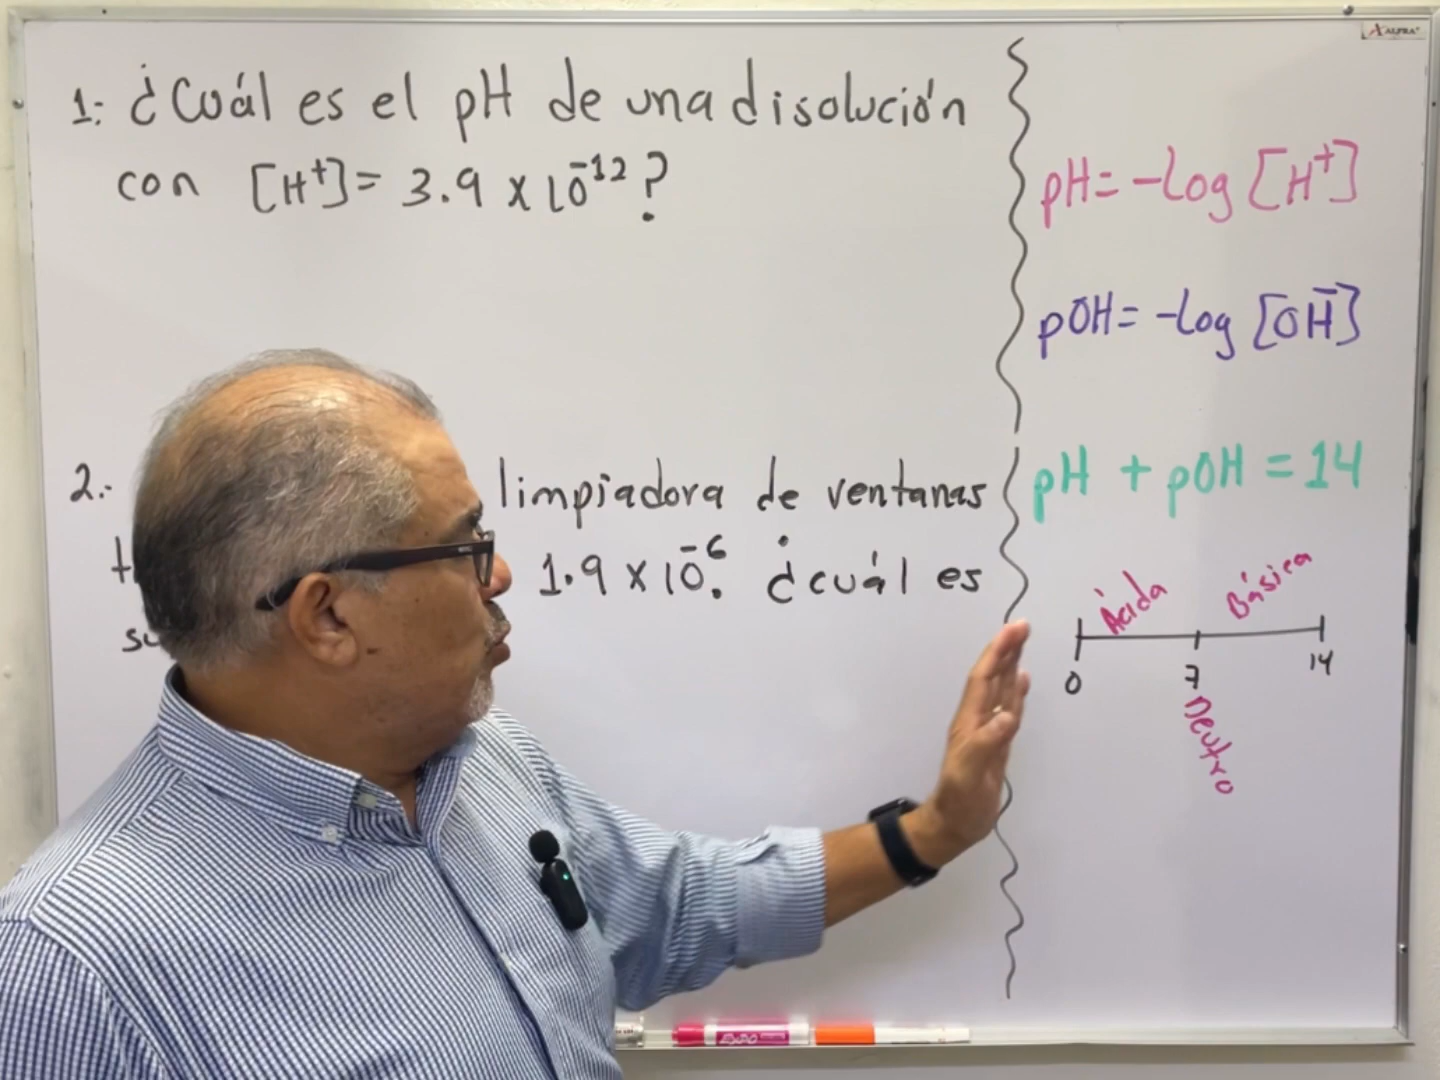 1.- ¿Cuál es el pH de una disolución
con [H⁺]= 3.9 x 10⁻¹² ?
2.- limpiadora de ventanas
1.9 x 10⁻⁶. ¿cuál es
pH= -Log [H⁺]
pOH= -Log [OH⁻]
pH + pOH = 14
Ácida Básica
0 7 14
neutro
ALFRA